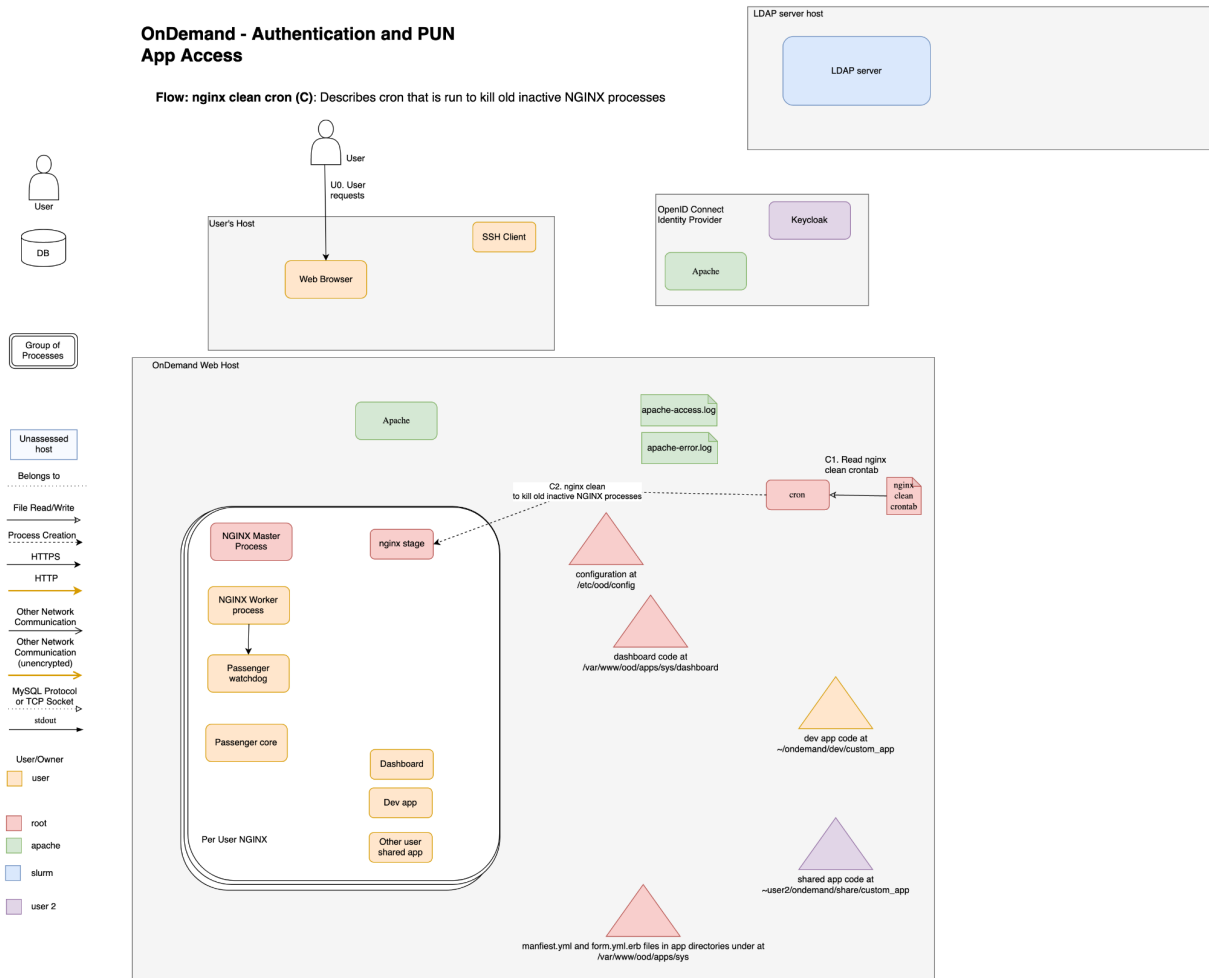 OnDemand - Authentication and PUN
App Access
Flow: nginx clean cron (C): Describes cron that is run to kill old inactive NGINX processes
LDAP server host
LDAP server
User
U0. User
requests
User's Host
SSH Client
Web Browser
OpenID Connect
Identity Provider
Keycloak
Apache
User
DB
Group of
Processes
Unassessed
host
Belongs to
File Read/Write
Process Creation
HTTPS
HTTP
Other Network
Communication
Other Network
Communication
(unencrypted)
MySQL Protocol
or TCP Socket
stdout
User/Owner
user
root
apache
slurm
user 2
OnDemand Web Host
Apache
apache-access.log
apache-error.log
C1. Read nginx
clean crontab
nginx
clean
crontab
cron
C2. nginx clean
to kill old inactive NGINX processes
NGINX Master
Process
nginx stage
NGINX Worker
process
Passenger
watchdog
Passenger core
Dashboard
Dev app
Other user
shared app
Per User NGINX
configuration at
/etc/ood/config
dashboard code at
/var/www/ood/apps/sys/dashboard
dev app code at
~/ondemand/dev/custom_app
shared app code at
~user2/ondemand/share/custom_app
manfiest.yml and form.yml.erb files in app directories under at
/var/www/ood/apps/sys